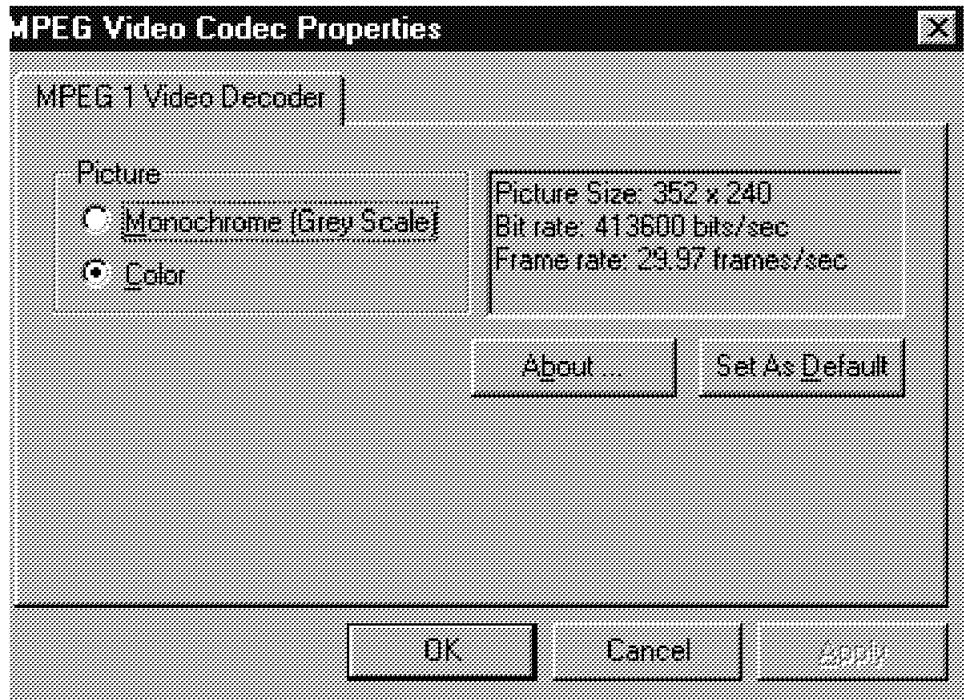 MPEG Video Codec Properties
MPEG 1 Video Decoder
Picture
Monochrome (Grey Scale)
Color
Picture Size: 352 x 240
Bit rate: 413600 bits/sec
Frame rate: 29.97 frames/sec
About ...
Set As Default
OK
Cancel
Apply